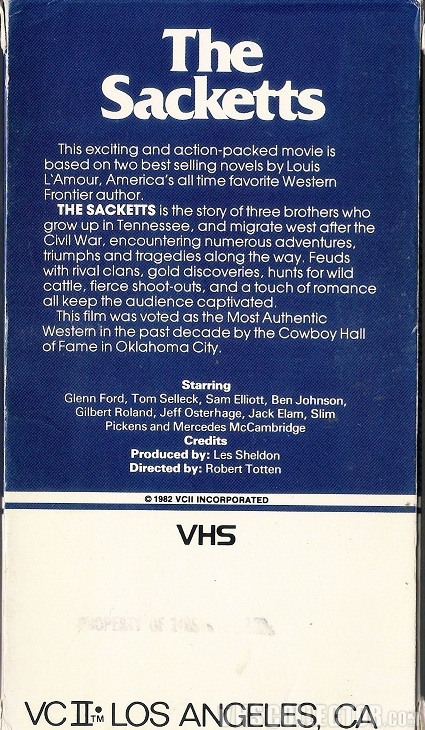 The
Sacketts
This exciting and action-packed movie is
based on two best selling novels by Louis
L'Amour, America's all time favorite Western
Frontier author.
THE SACKETTS is the story of three brothers who
grow up in Tennessee, and migrate west after the
Civil War, encountering numerous adventures,
triumphs and tragedies along the way. Feuds
with rival clans, gold discoveries, hunts for wild
cattle, fierce shoot-outs, and a touch of romance
all keep the audience captivated.
This film was voted as the Most Authentic
Western in the past decade by the Cowboy Hall
of Fame in Oklahoma City.
Starring
Glenn Ford, Tom Selleck, Sam Elliott, Ben Johnson,
Gilbert Roland, Jeff Osterhage, Jack Elam, Slim
Pickens and Mercedes McCambridge
Credits
Produced by: Les Sheldon
Directed by: Robert Totten
© 1982 VCII INCORPORATED
VHS
PROPERTY OF
VC II™ LOS ANGELES, CA